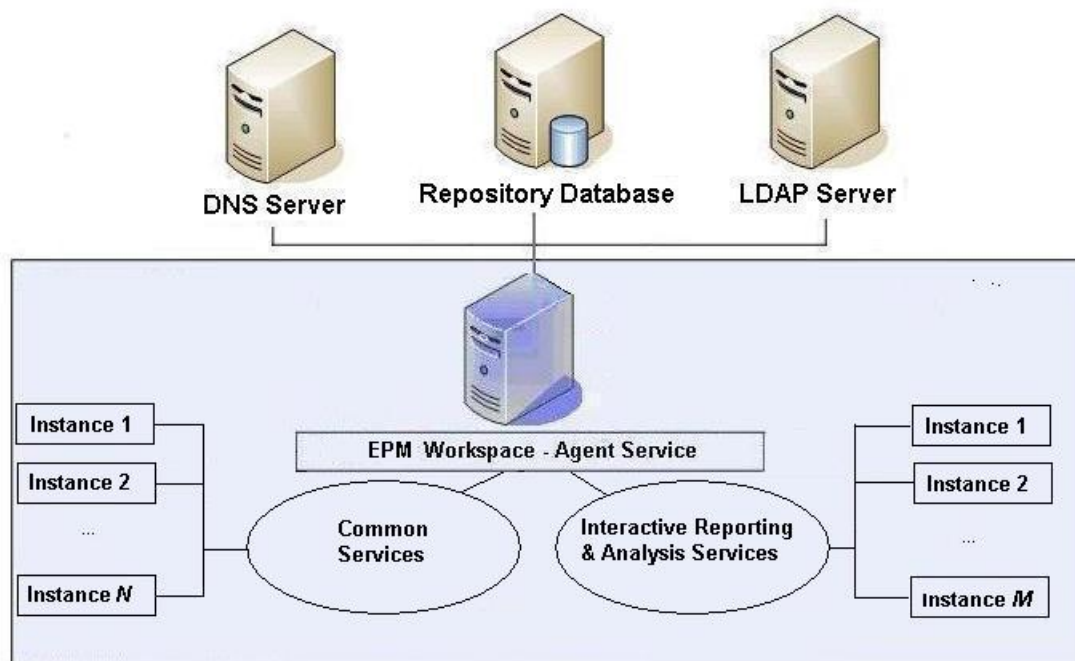 DNS Server
Repository Database
LDAP Server
EPM Workspace - Agent Service
Instance 1
Instance 2
...
Instance N
Common
Services
Interactive Reporting
& Analysis Services
Instance 1
Instance 2
...
Instance M